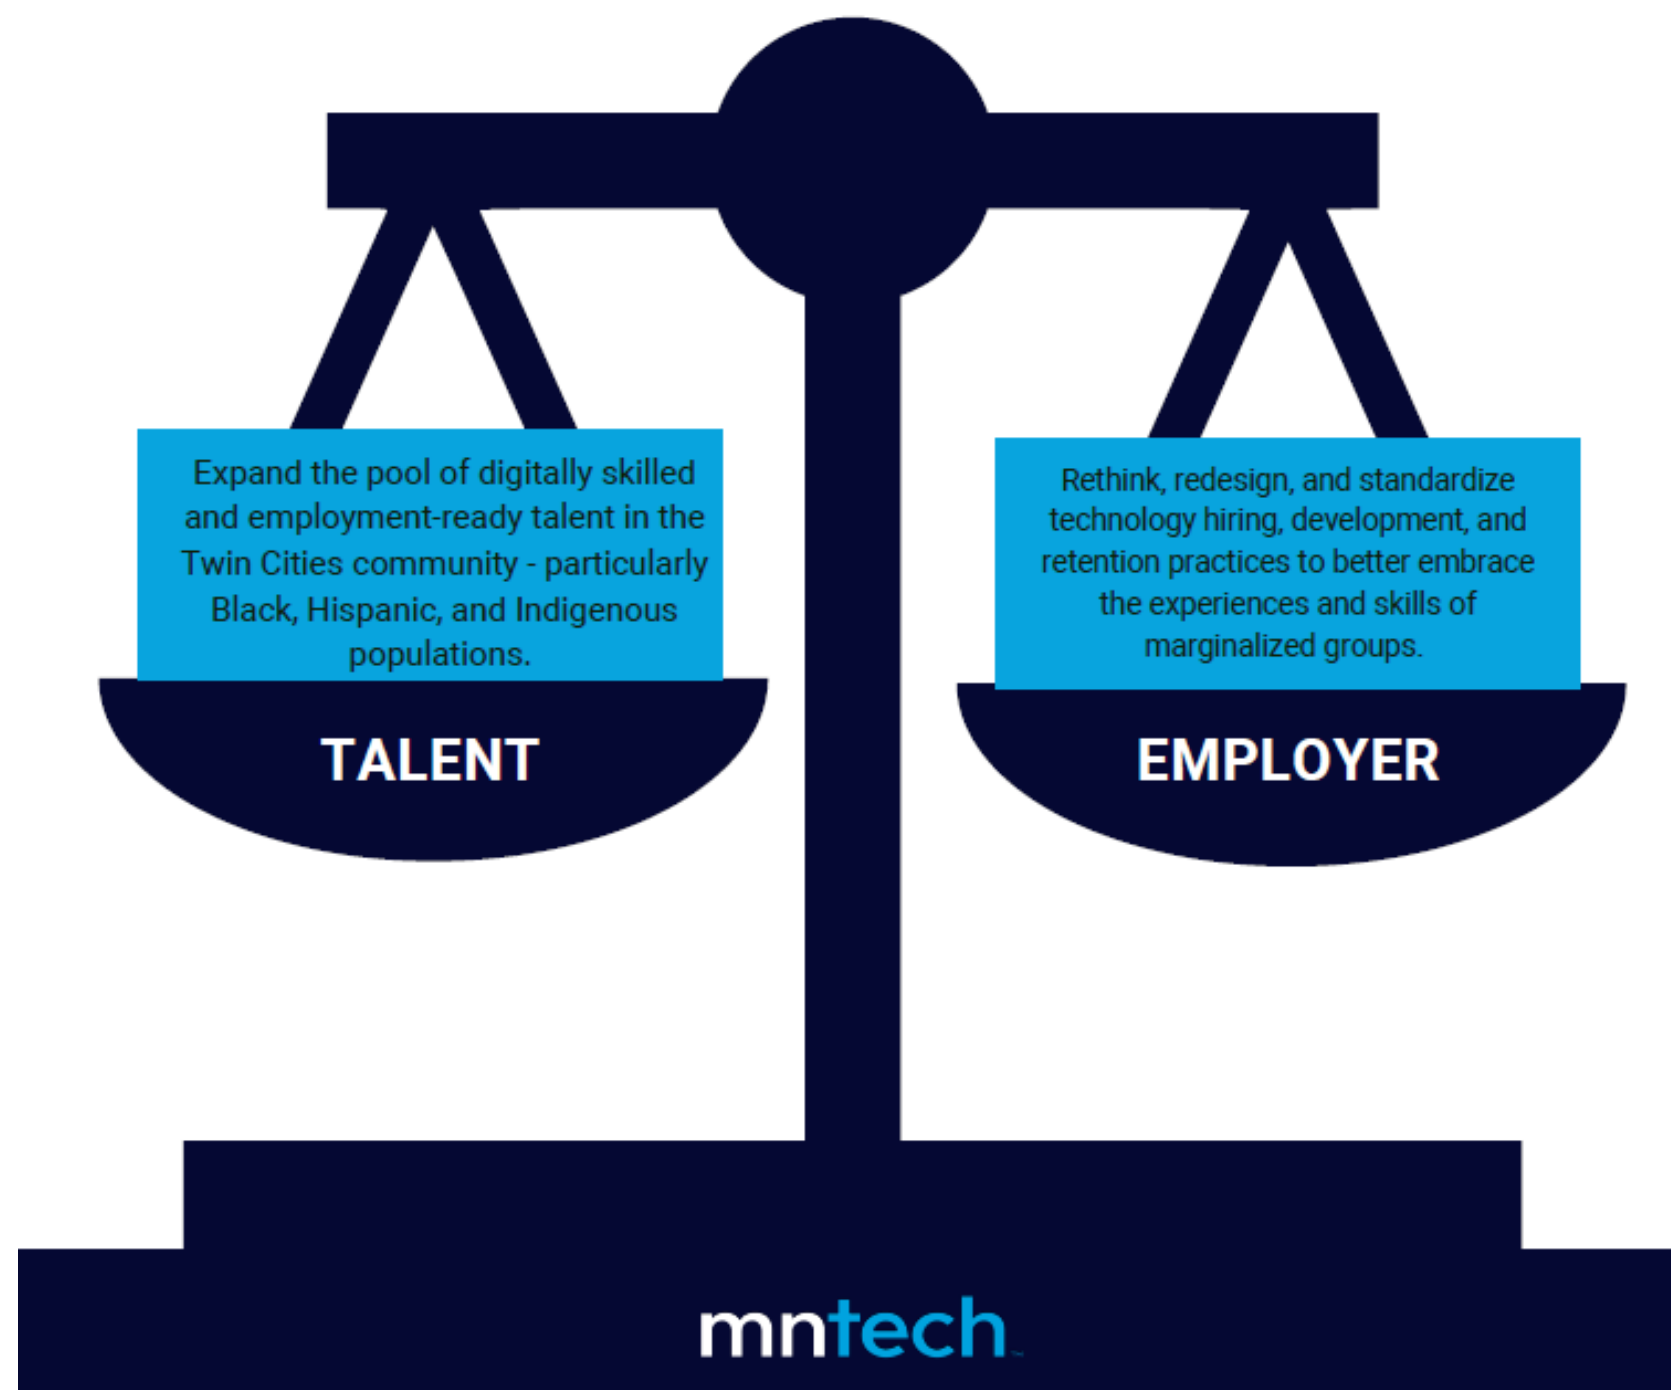 Expand the pool of digitally skilled
and employment-ready talent in the
Twin Cities community - particularly
Black, Hispanic, and Indigenous
populations.
TALENT
Rethink, redesign, and standardize
technology hiring, development, and
retention practices to better embrace
the experiences and skills of
marginalized groups.
EMPLOYER
mntech